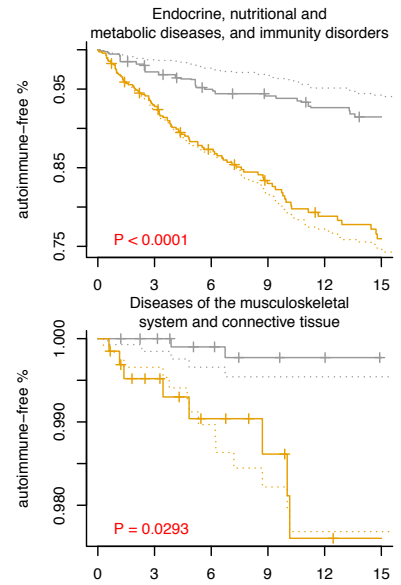 Endocrine, nutritional and
metabolic diseases, and immunity disorders
autoimmune−free %
0.95
0.85
0.75
P < 0.0001
0 3 6 9 12 15
Diseases of the musculoskeletal
system and connective tissue
autoimmune−free %
1.000
0.990
0.980
P = 0.0293
0 3 6 9 12 15